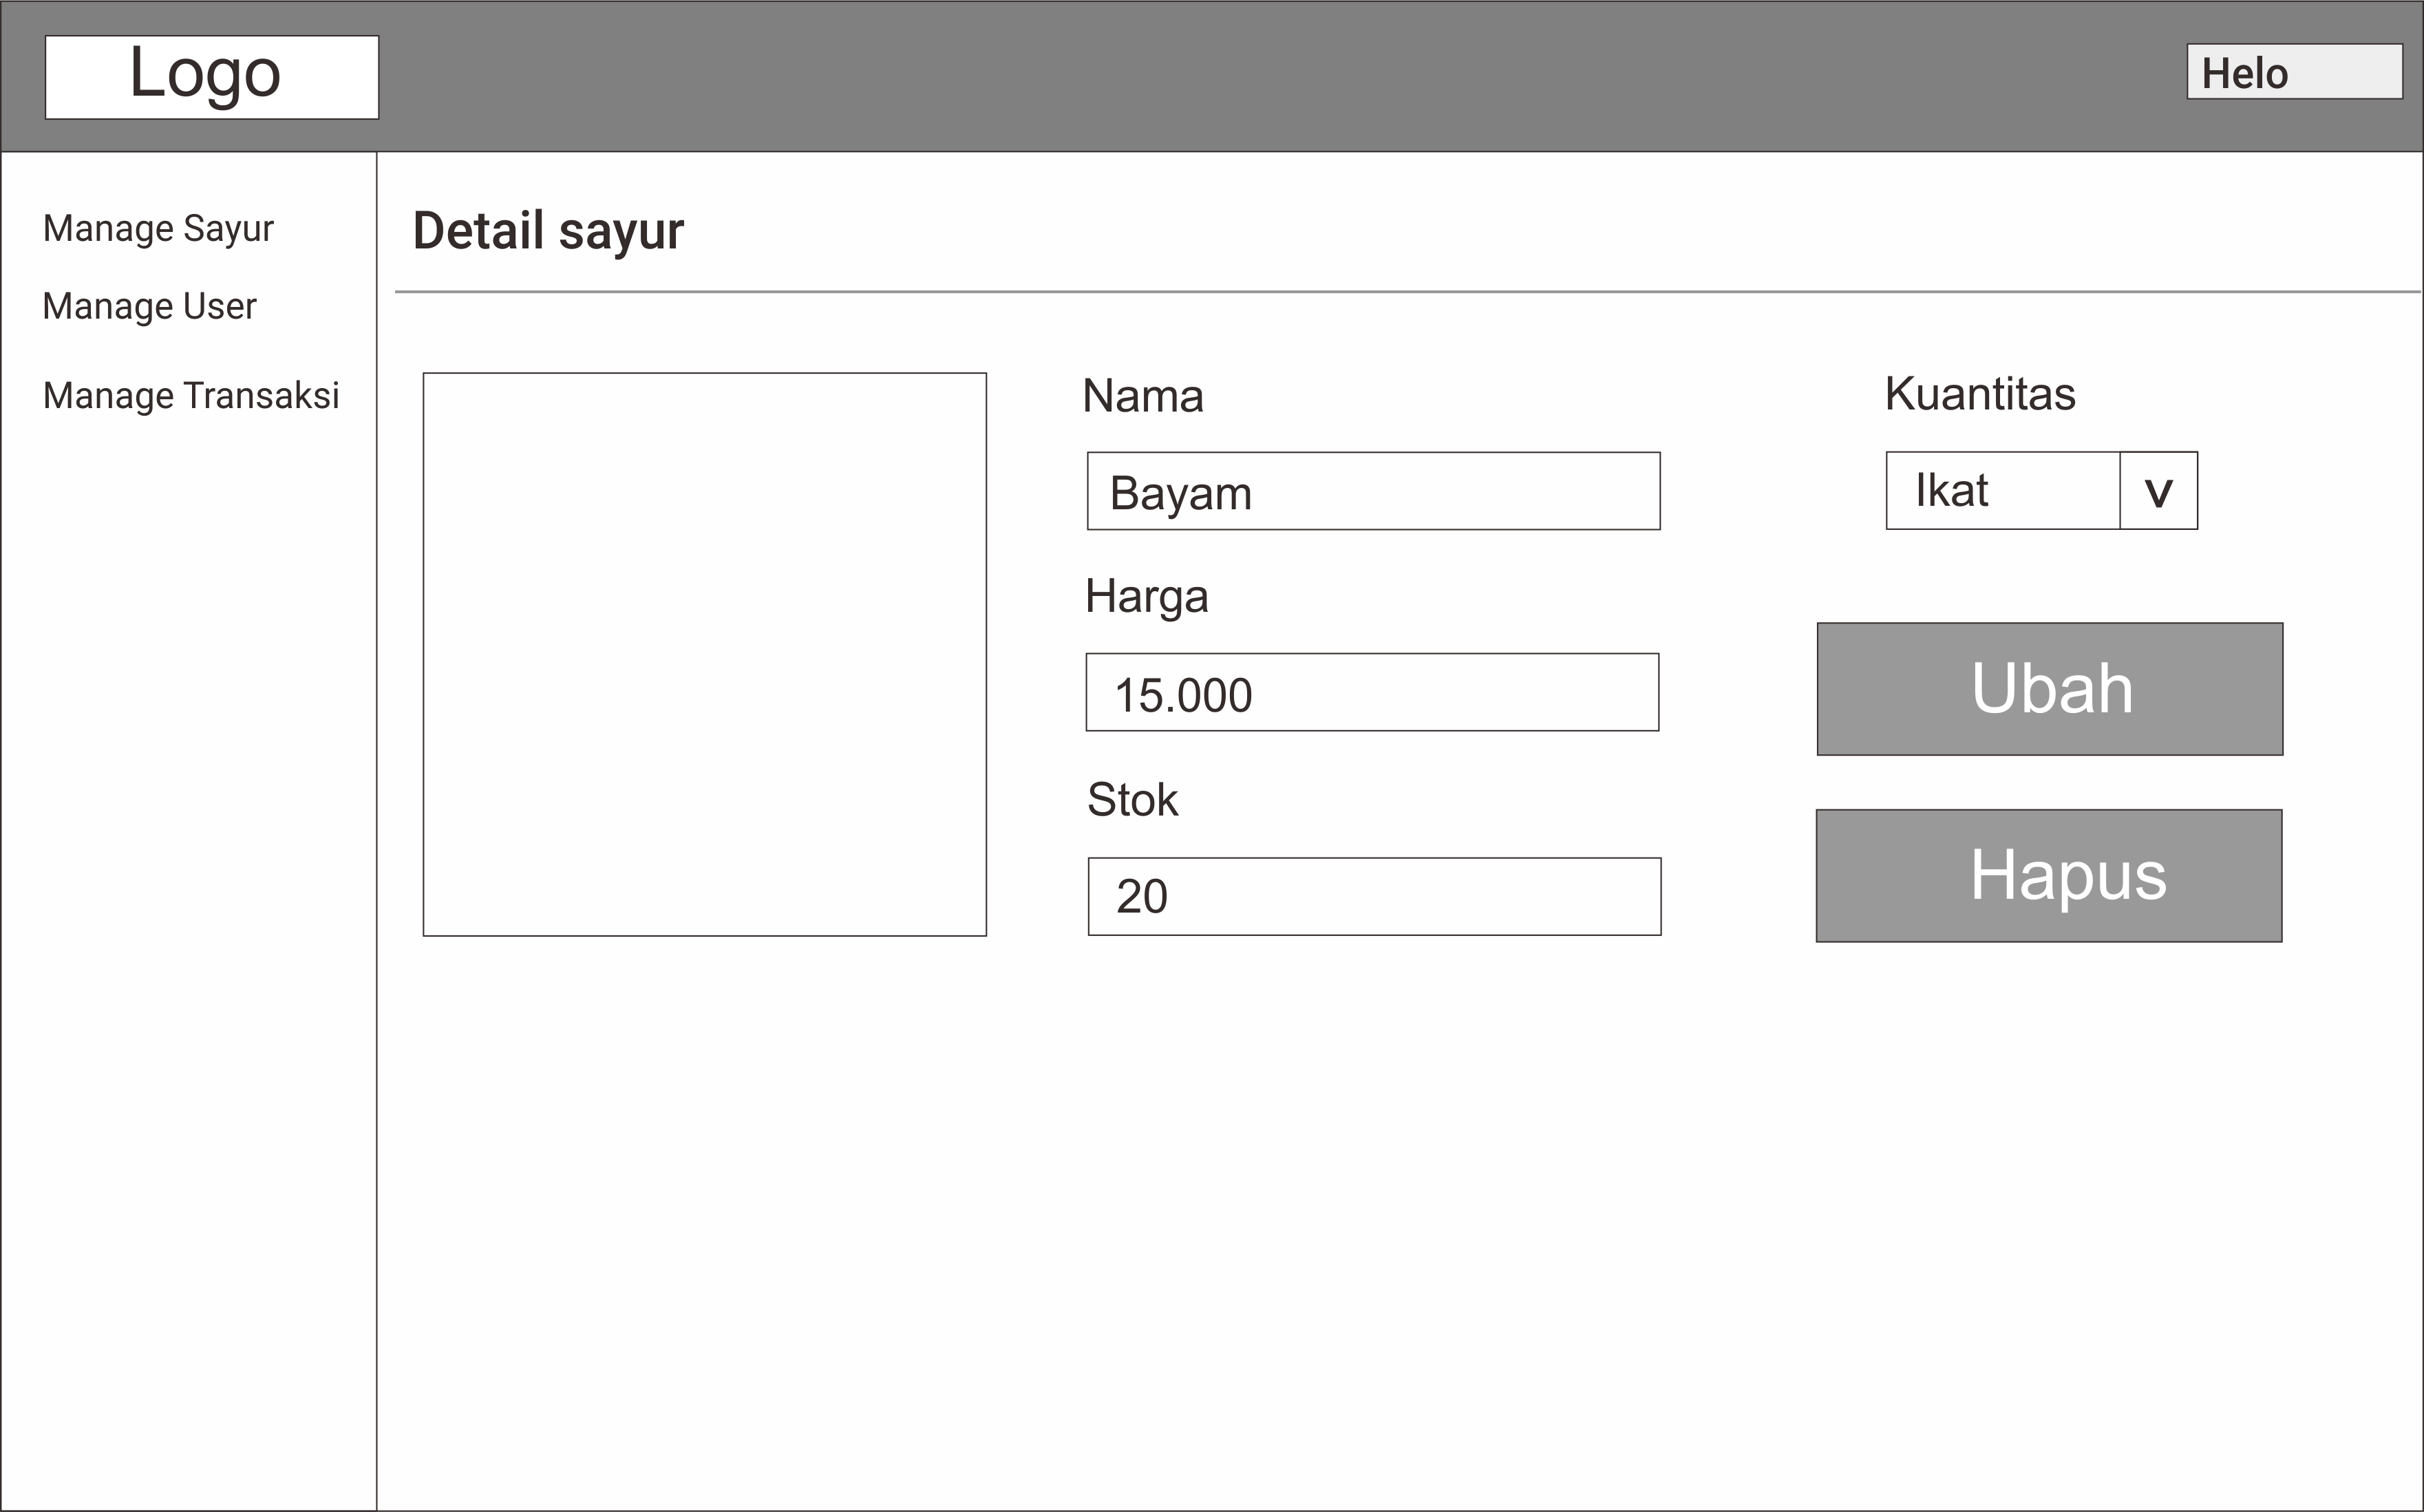 Logo
Helo
Manage Sayur
Manage User
Manage Transaksi
Detail sayur
Nama
Bayam
Harga
15.000
Stok
20
Kuantitas
Ikat
v
Ubah
Hapus